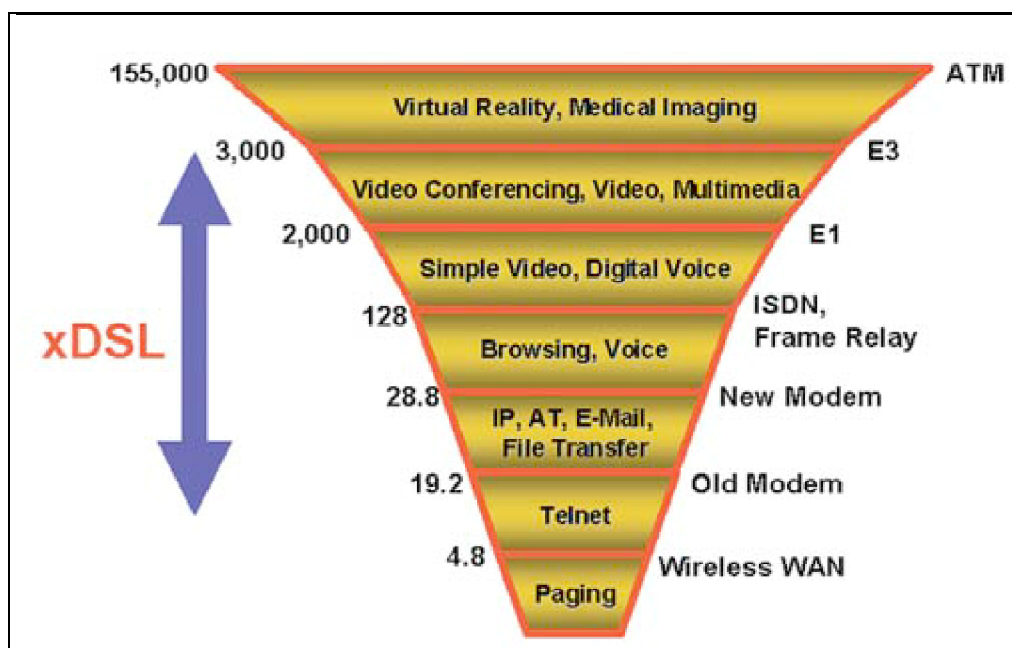 155,000
ATM
Virtual Reality, Medical Imaging
3,000
E3
Video Conferencing, Video, Multimedia
2,000
E1
Simple Video, Digital Voice
xDSL
128
ISDN,
Frame Relay
Browsing, Voice
28.8
New Modem
IP, AT, E-Mail,
File Transfer
19.2
Old Modem
Telnet
4.8
Wireless WAN
Paging